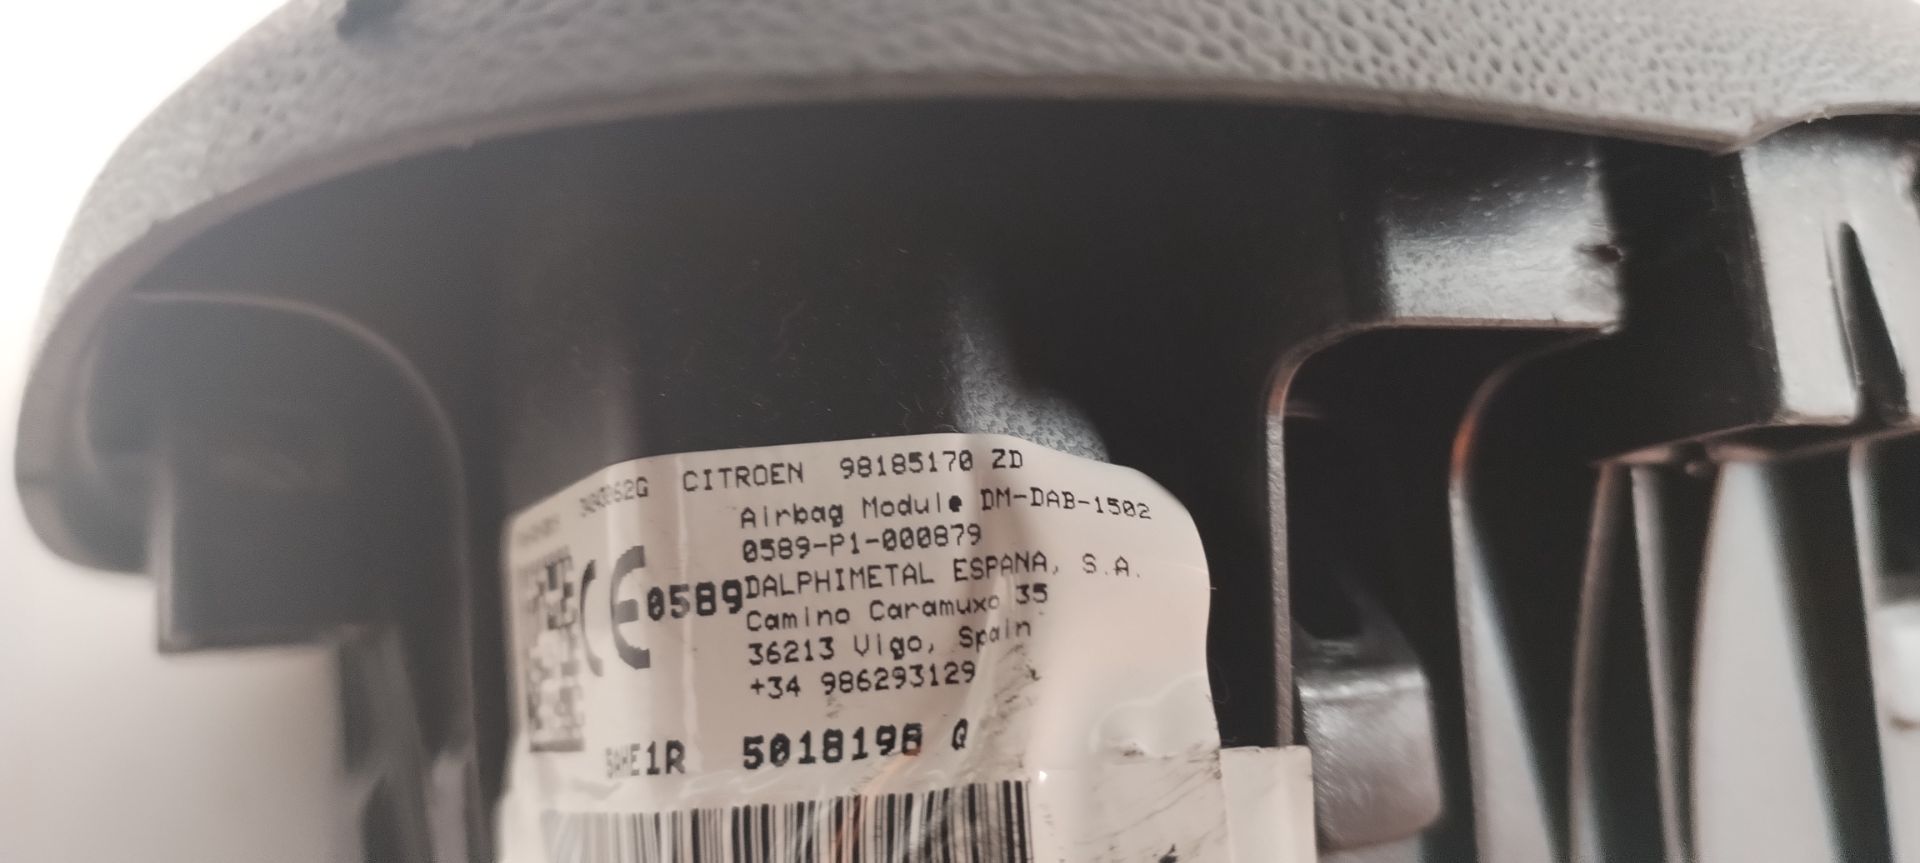 CITROEN 98185170 ZD
Airbag Module DM-DAB-1502
0589-P1-000879
CE 0589
DALPHIMETAL ESPANA, S.A.
Camino Caramuxo 35
36213 Vigo, Spain
+34 986293129
5018198 Q